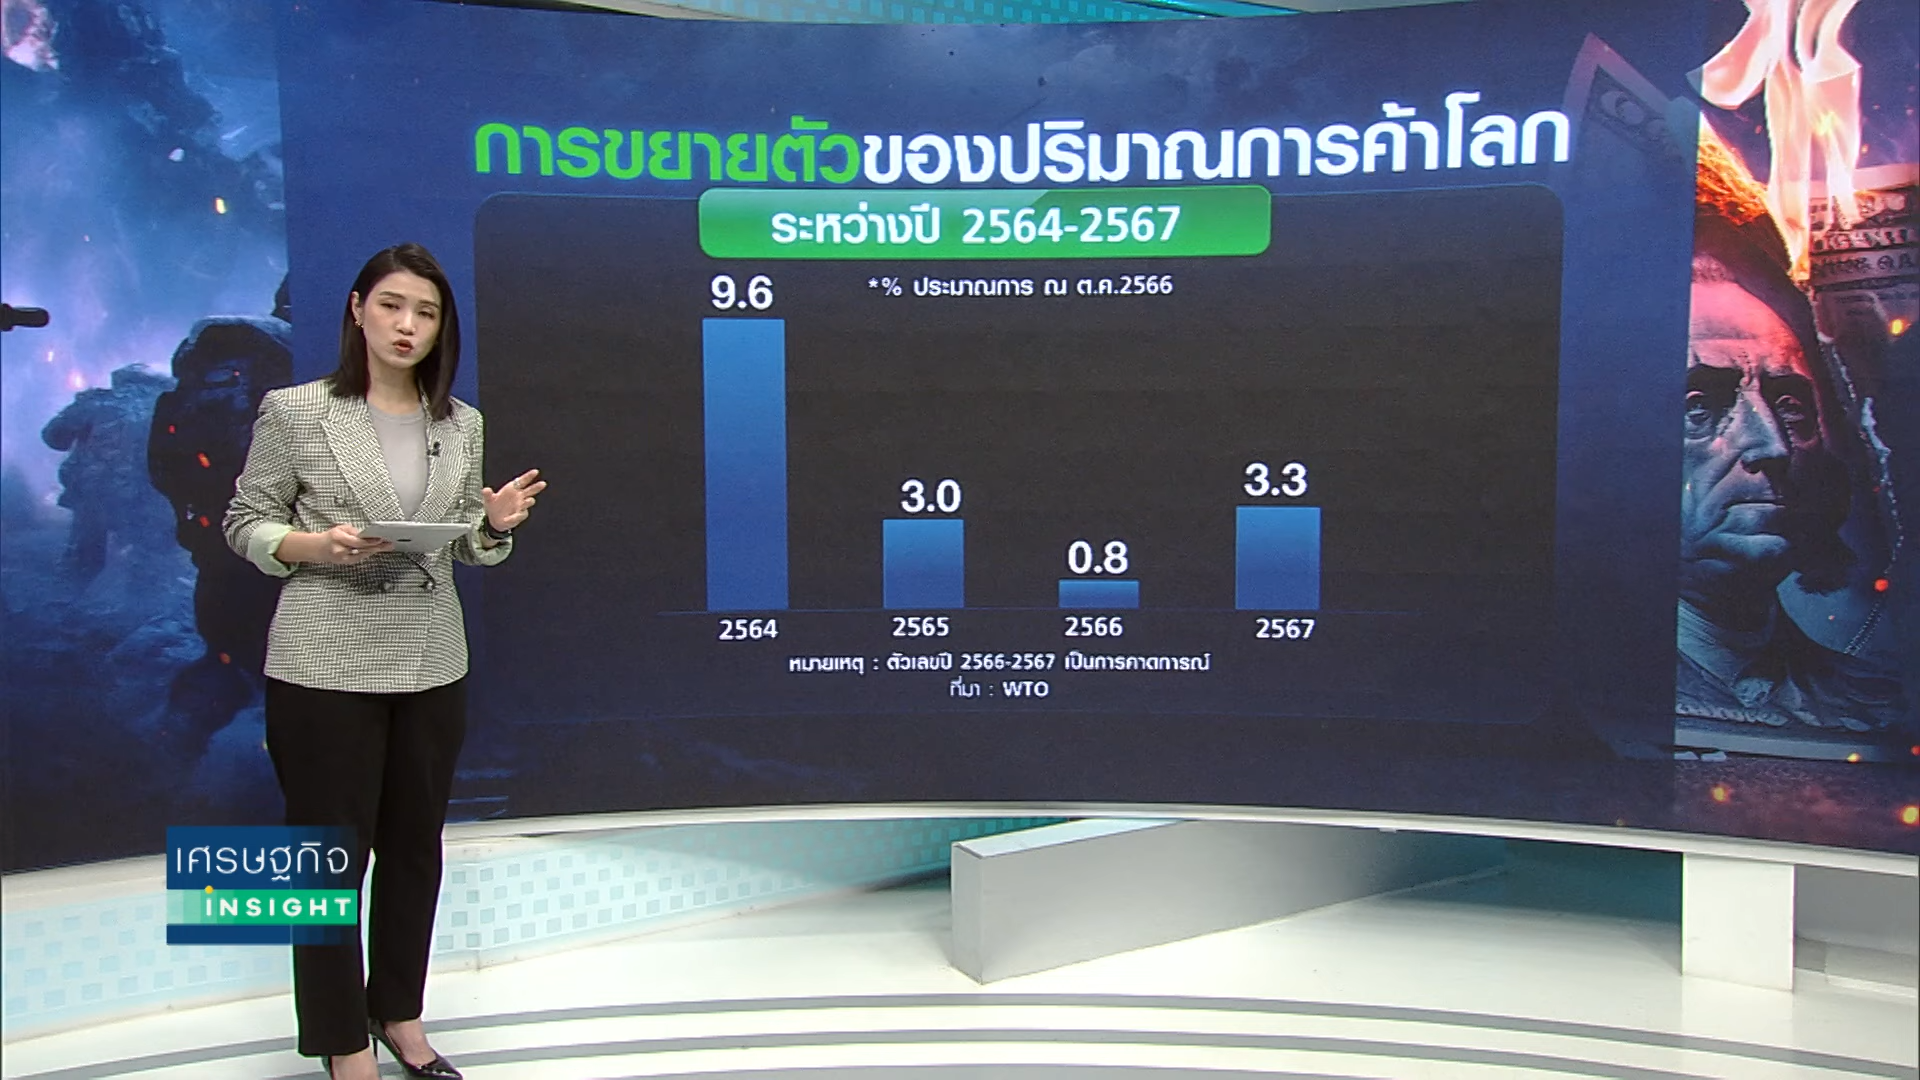 การขยายตัวของปริมาณการค้าโลก
ระหว่างปี 2564-2567
*% ประมาณการ ณ ต.ค.2566
9.6
3.0
0.8
3.3
2564
2565
2566
2567
หมายเหตุ : ตัวเลขปี 2566-2567 เป็นการคาดการณ์
ที่มา : WTO
เศรษฐกิจ
INSIGHT